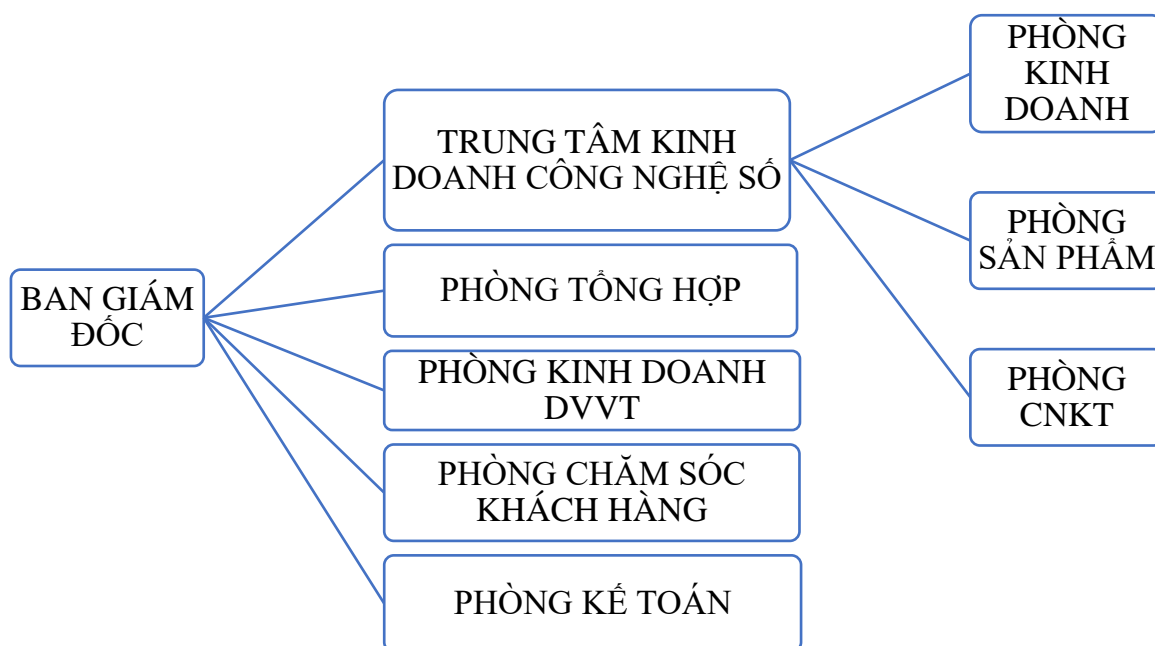 BAN GIÁM
ĐỐC
TRUNG TÂM KINH
DOANH CÔNG NGHỆ SỐ
PHÒNG TỔNG HỢP
PHÒNG KINH DOANH
DVVT
PHÒNG CHĂM SÓC
KHÁCH HÀNG
PHÒNG KẾ TOÁN
PHÒNG
KINH
DOANH
PHÒNG
SẢN PHẨM
PHÒNG
CNKT